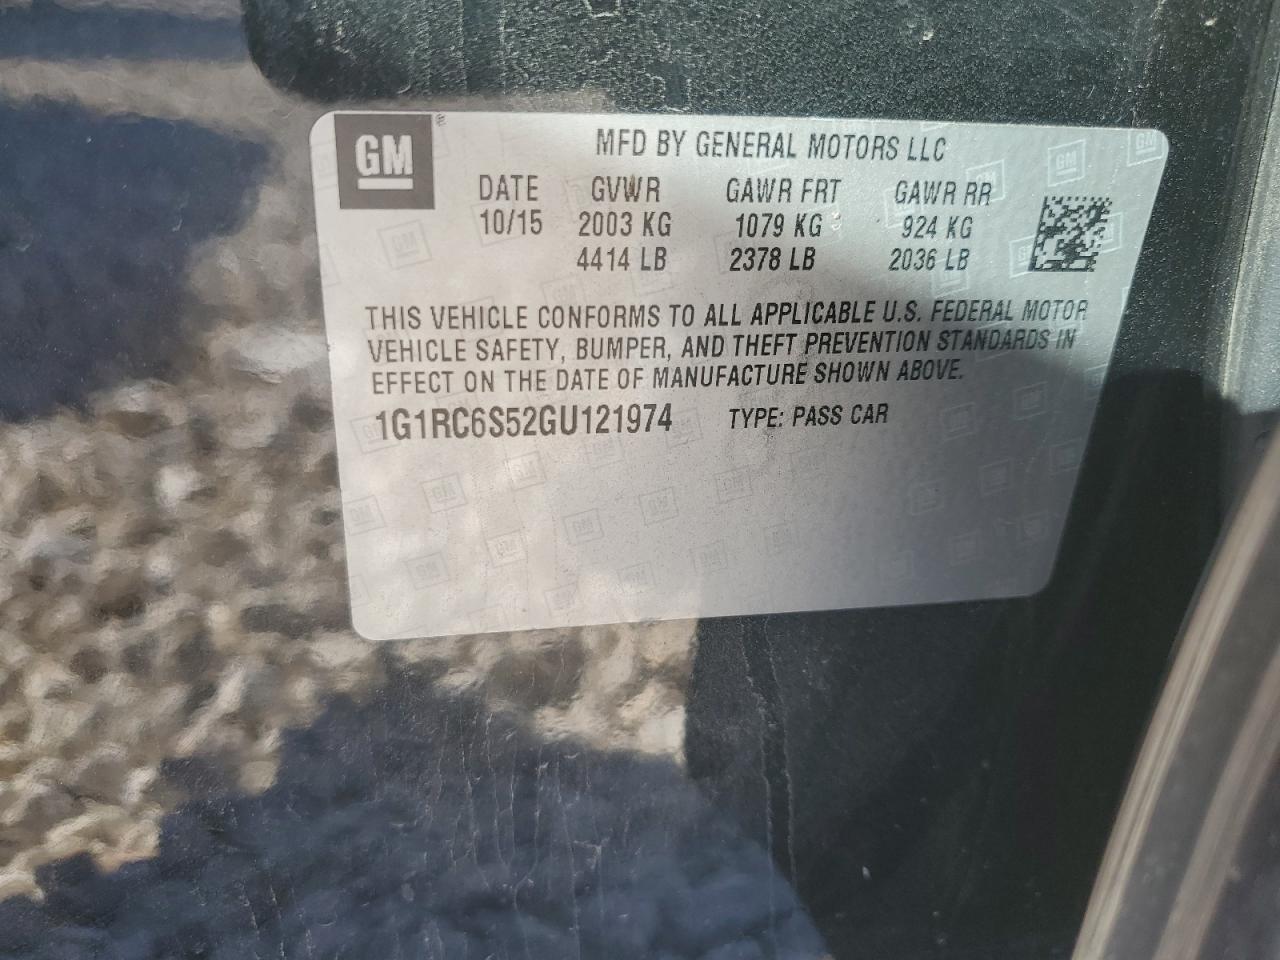 GM ®
MFD BY GENERAL MOTORS LLC
DATE GVWR GAWR FRT GAWR RR
10/15 2003 KG 1079 KG 924 KG
4414 LB 2378 LB 2036 LB
THIS VEHICLE CONFORMS TO ALL APPLICABLE U.S. FEDERAL MOTOR
VEHICLE SAFETY, BUMPER, AND THEFT PREVENTION STANDARDS IN
EFFECT ON THE DATE OF MANUFACTURE SHOWN ABOVE.
1G1RC6S52GU121974 TYPE: PASS CAR